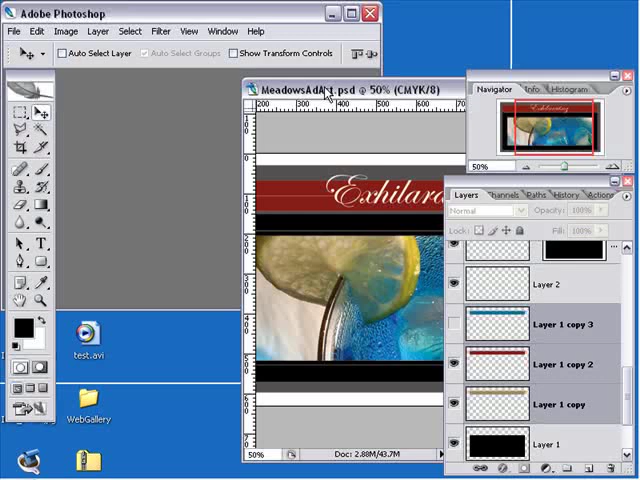 Adobe Photoshop
File Edit Image Layer Select Filter View Window Help
Auto Select Layer Auto Select Groups Show Transform Controls
MeadowsAdArt.psd @ 50% (CMYK/8)
200 300 400 500 600 700
Exhilara
50% Doc: 2.88M/43.7M
Navigator Info Histogram
Exhilarating
50%
Layers Channels Paths History Actions
Normal Opacity: 100%
Lock: Fill: 100%
Layer 2
Layer 1 copy 3
Layer 1 copy 2
Layer 1 copy
Layer 1
test.avi
WebGallery